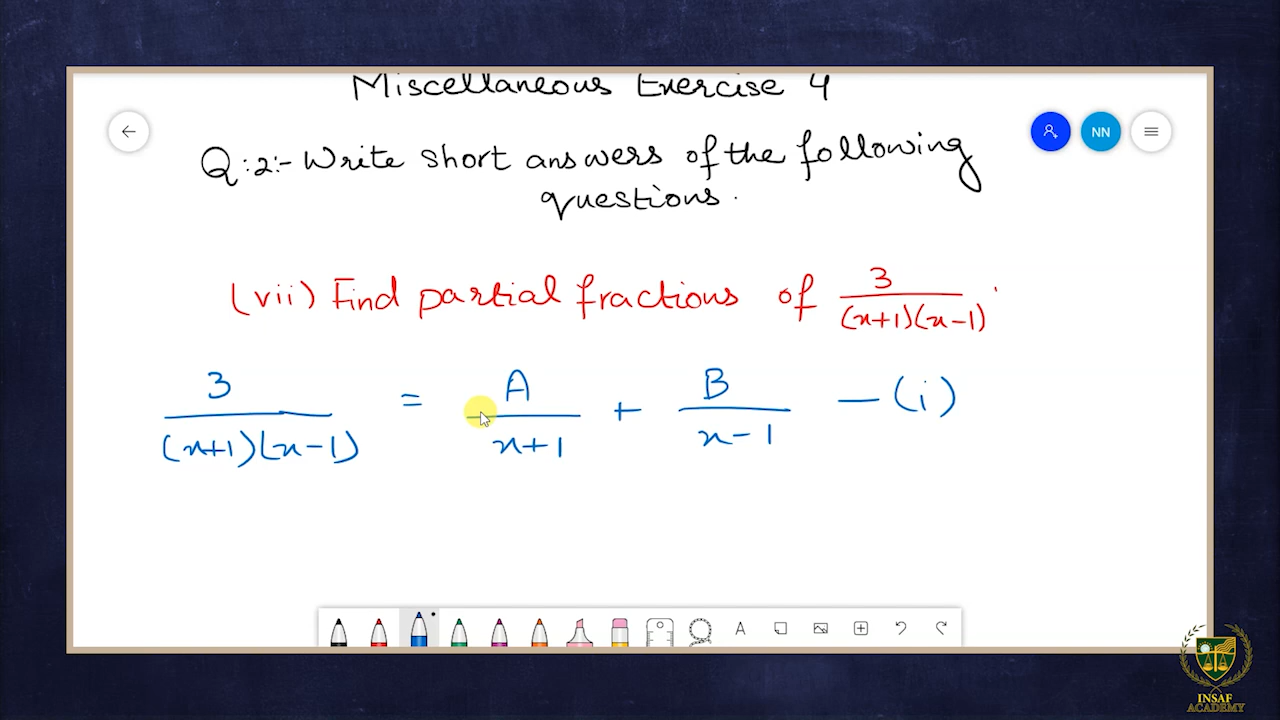 Miscellaneous Exercise 4
Q:2:- Write short answers of the following
questions.
NN
(vii) Find partial fractions of 3/((x+1)(x-1)).
3/((x+1)(x-1)) = A/(x+1) + B/(x-1) — (i)
A
INSAF
ACADEMY